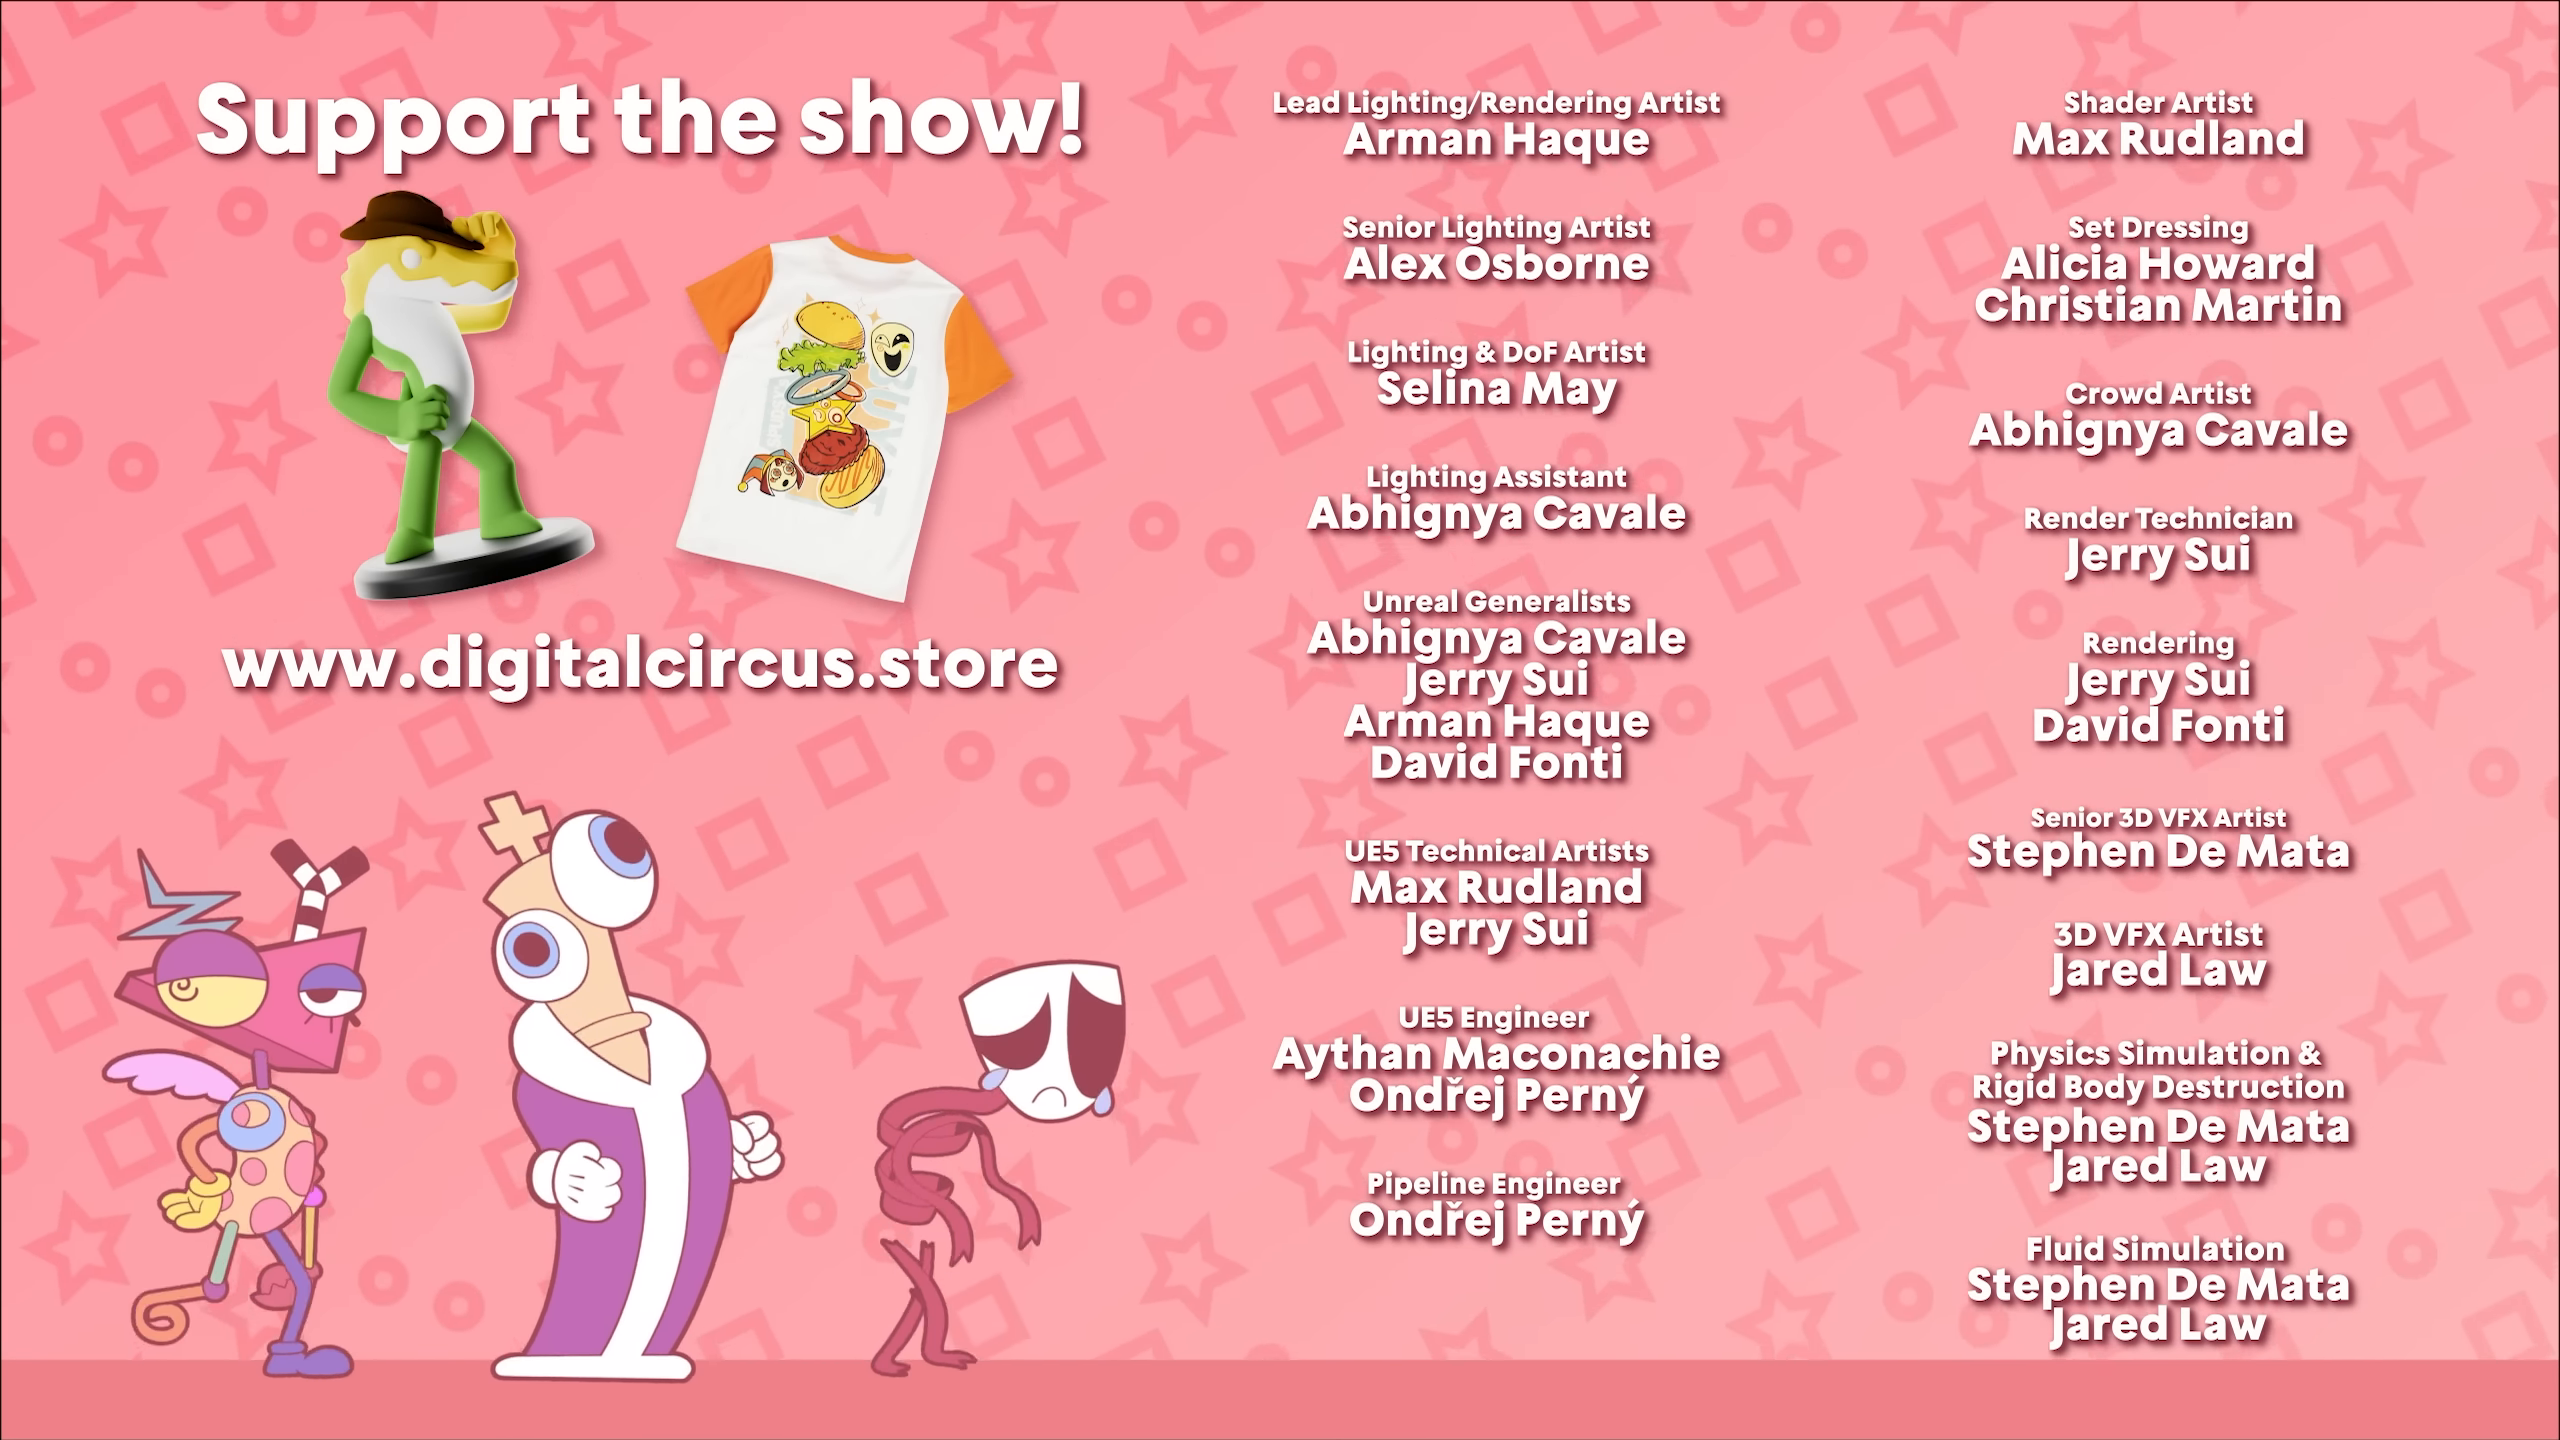 Support the show!
www.digitalcircus.store
Lead Lighting/Rendering Artist
Arman Haque
Senior Lighting Artist
Alex Osborne
Lighting & DoF Artist
Selina May
Lighting Assistant
Abhignya Cavale
Unreal Generalists
Abhignya Cavale
Jerry Sui
Arman Haque
David Fonti
UE5 Technical Artists
Max Rudland
Jerry Sui
UE5 Engineer
Aythan Maconachie
Ondřej Perný
Pipeline Engineer
Ondřej Perný
Shader Artist
Max Rudland
Set Dressing
Alicia Howard
Christian Martin
Crowd Artist
Abhignya Cavale
Render Technician
Jerry Sui
Rendering
Jerry Sui
David Fonti
Senior 3D VFX Artist
Stephen De Mata
3D VFX Artist
Jared Law
Physics Simulation &
Rigid Body Destruction
Stephen De Mata
Jared Law
Fluid Simulation
Stephen De Mata
Jared Law